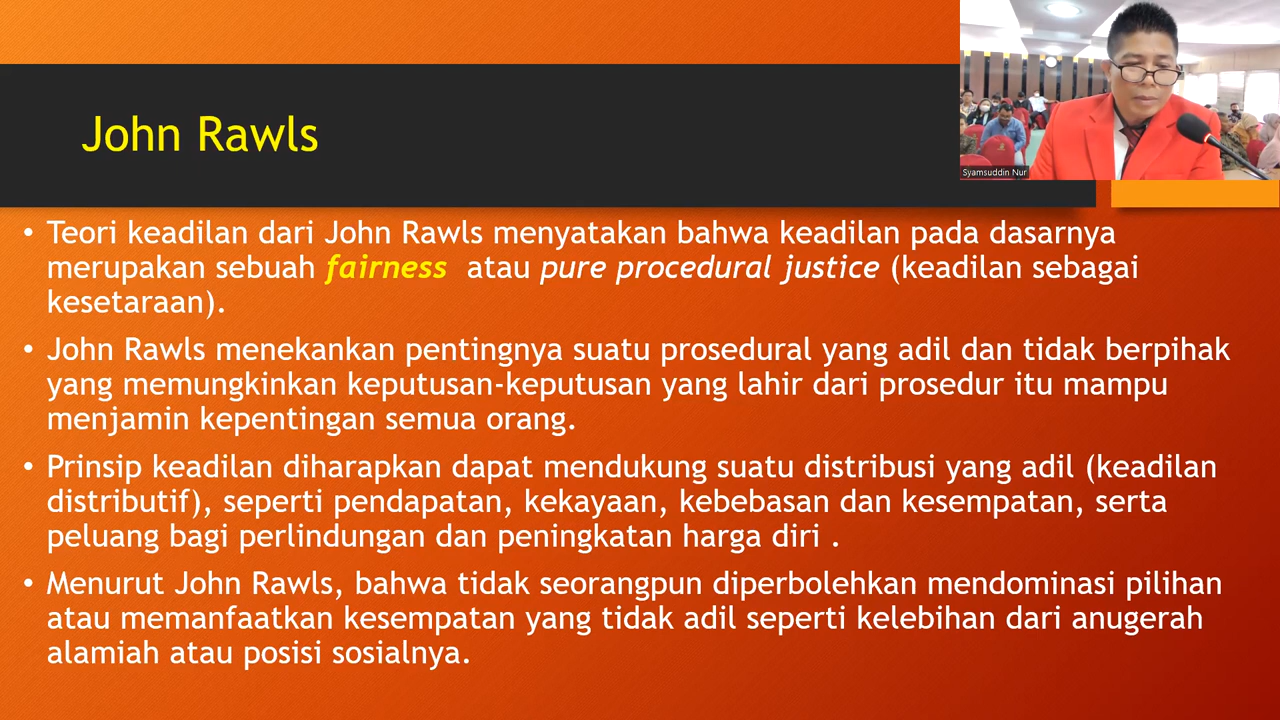 John Rawls
Syamsuddin Nur
• Teori keadilan dari John Rawls menyatakan bahwa keadilan pada dasarnya
merupakan sebuah fairness atau pure procedural justice (keadilan sebagai
kesetaraan).
• John Rawls menekankan pentingnya suatu prosedural yang adil dan tidak berpihak
yang memungkinkan keputusan-keputusan yang lahir dari prosedur itu mampu
menjamin kepentingan semua orang.
• Prinsip keadilan diharapkan dapat mendukung suatu distribusi yang adil (keadilan
distributif), seperti pendapatan, kekayaan, kebebasan dan kesempatan, serta
peluang bagi perlindungan dan peningkatan harga diri .
• Menurut John Rawls, bahwa tidak seorangpun diperbolehkan mendominasi pilihan
atau memanfaatkan kesempatan yang tidak adil seperti kelebihan dari anugerah
alamiah atau posisi sosialnya.